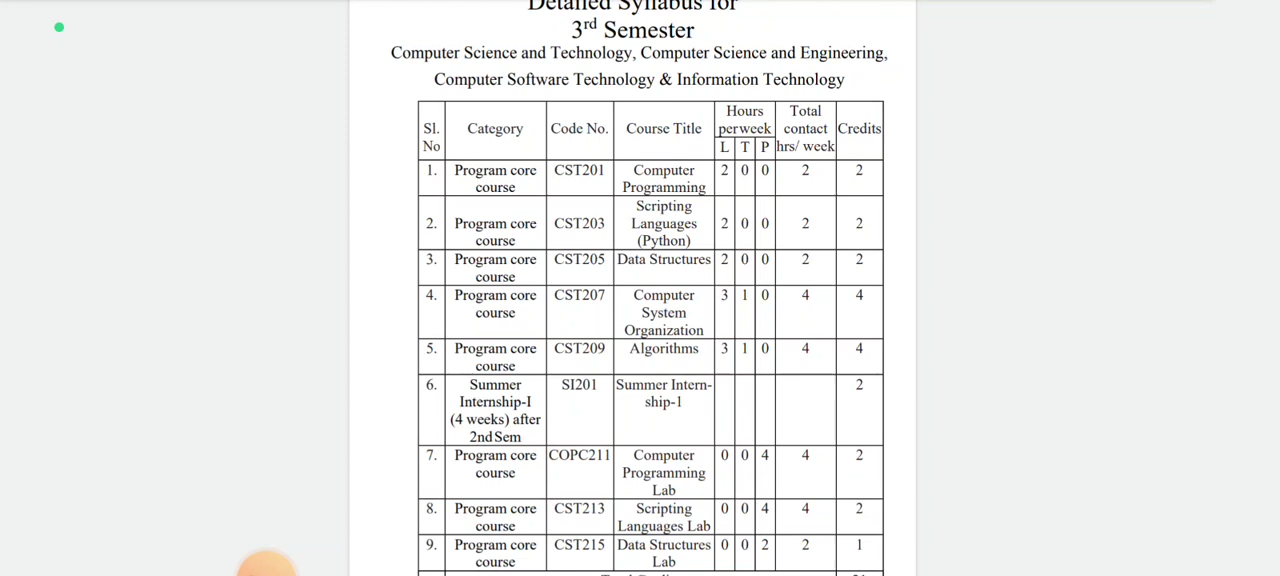 Detailed Syllabus for
3rd Semester
Computer Science and Technology, Computer Science and Engineering,
Computer Software Technology & Information Technology
Sl. No Category Code No. Course Title Hours per week L T P Total contact hrs/ week Credits
1. Program core course CST201 Computer Programming 2 0 0 2 2
2. Program core course CST203 Scripting Languages (Python) 2 0 0 2 2
3. Program core course CST205 Data Structures 2 0 0 2 2
4. Program core course CST207 Computer System Organization 3 1 0 4 4
5. Program core course CST209 Algorithms 3 1 0 4 4
6. Summer Internship-I (4 weeks) after 2nd Sem SI201 Summer Intern-ship-1 2
7. Program core course COPC211 Computer Programming Lab 0 0 4 4 2
8. Program core course CST213 Scripting Languages Lab 0 0 4 4 2
9. Program core course CST215 Data Structures Lab 0 0 2 2 1